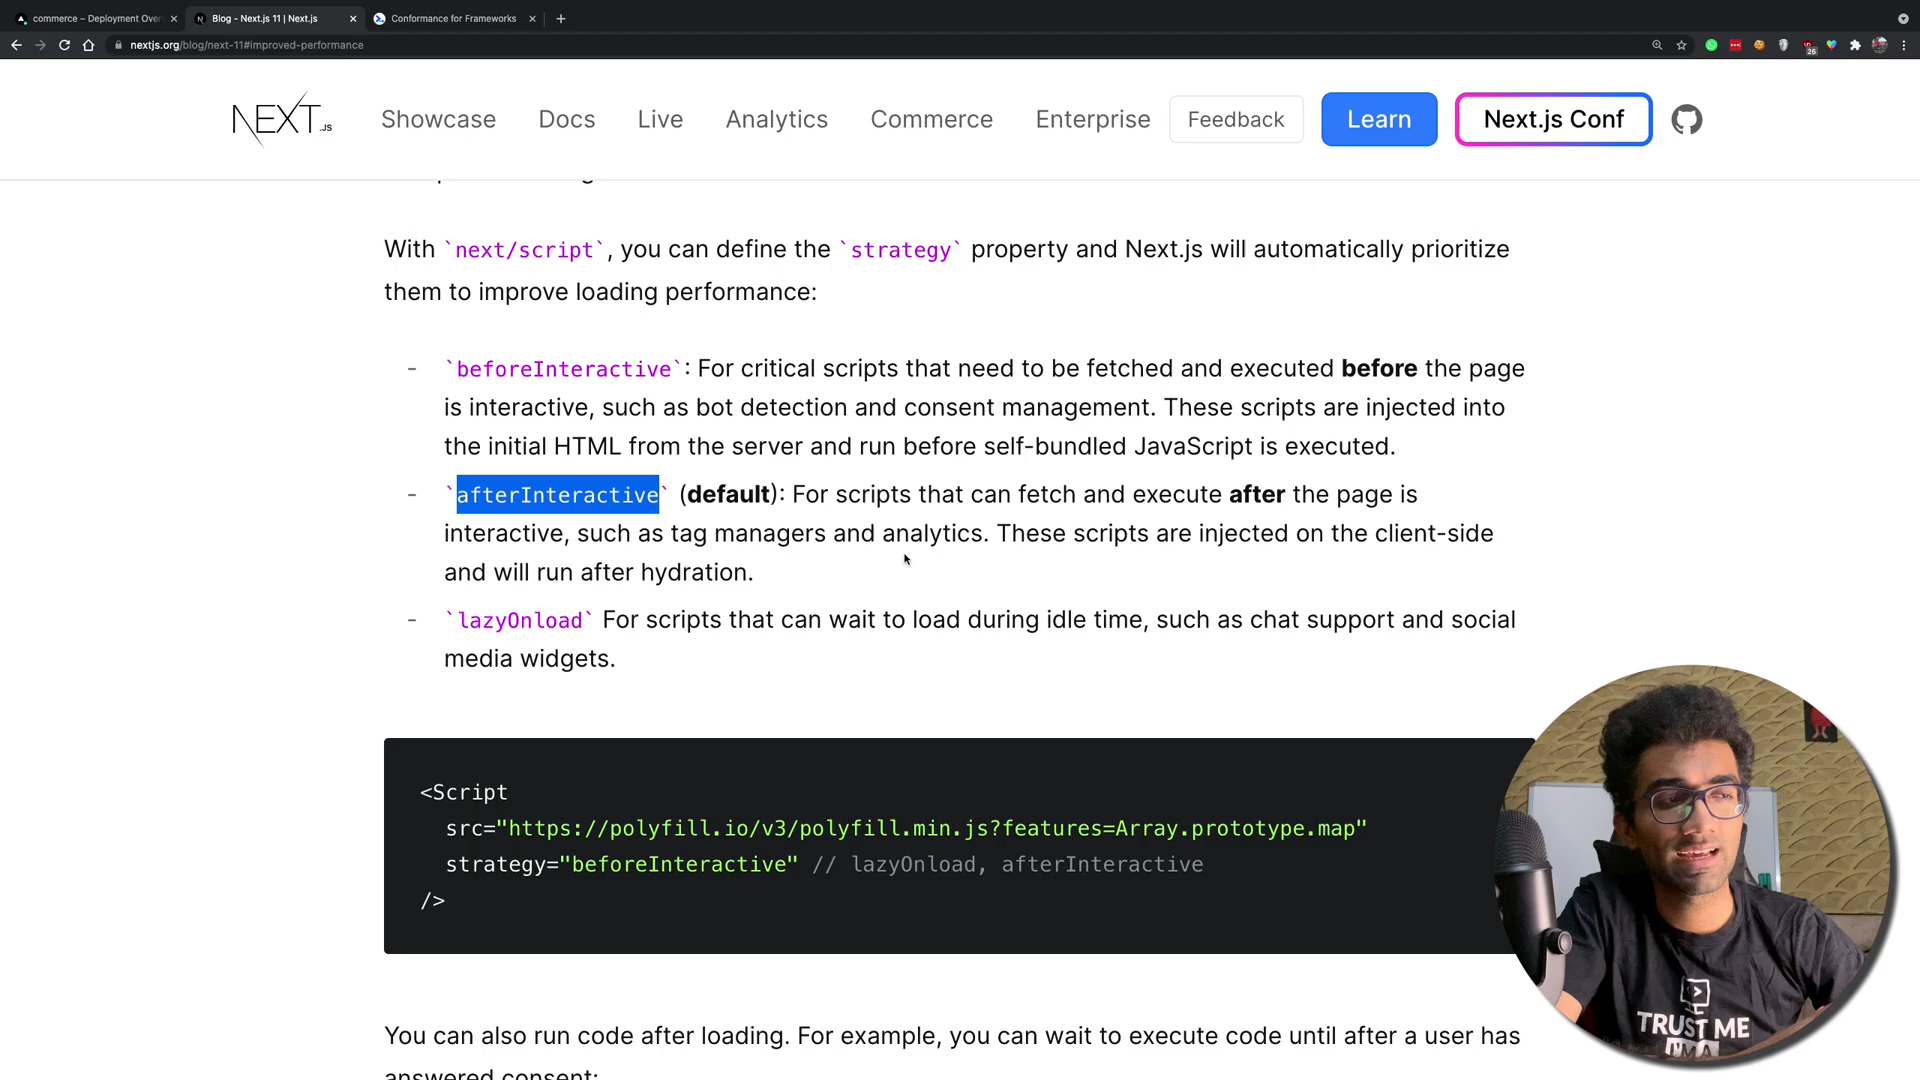 commerce – Deployment Over
Blog - Next.js 11 | Next.js
Conformance for Frameworks
nextjs.org/blog/next-11#improved-performance
26
NEXT.JS
Showcase
Docs
Live
Analytics
Commerce
Enterprise
Feedback
Learn
Next.js Conf
With `next/script`, you can define the `strategy` property and Next.js will automatically prioritize
them to improve loading performance:
- `beforeInteractive`: For critical scripts that need to be fetched and executed before the page
is interactive, such as bot detection and consent management. These scripts are injected into
the initial HTML from the server and run before self-bundled JavaScript is executed.
- `afterInteractive` (default): For scripts that can fetch and execute after the page is
interactive, such as tag managers and analytics. These scripts are injected on the client-side
and will run after hydration.
- `lazyOnload` For scripts that can wait to load during idle time, such as chat support and social
media widgets.
<Script
src="https://polyfill.io/v3/polyfill.min.js?features=Array.prototype.map"
strategy="beforeInteractive" // lazyOnload, afterInteractive
/>
You can also run code after loading. For example, you can wait to execute code until after a user has
answered consent:
TRUST ME
I'M A